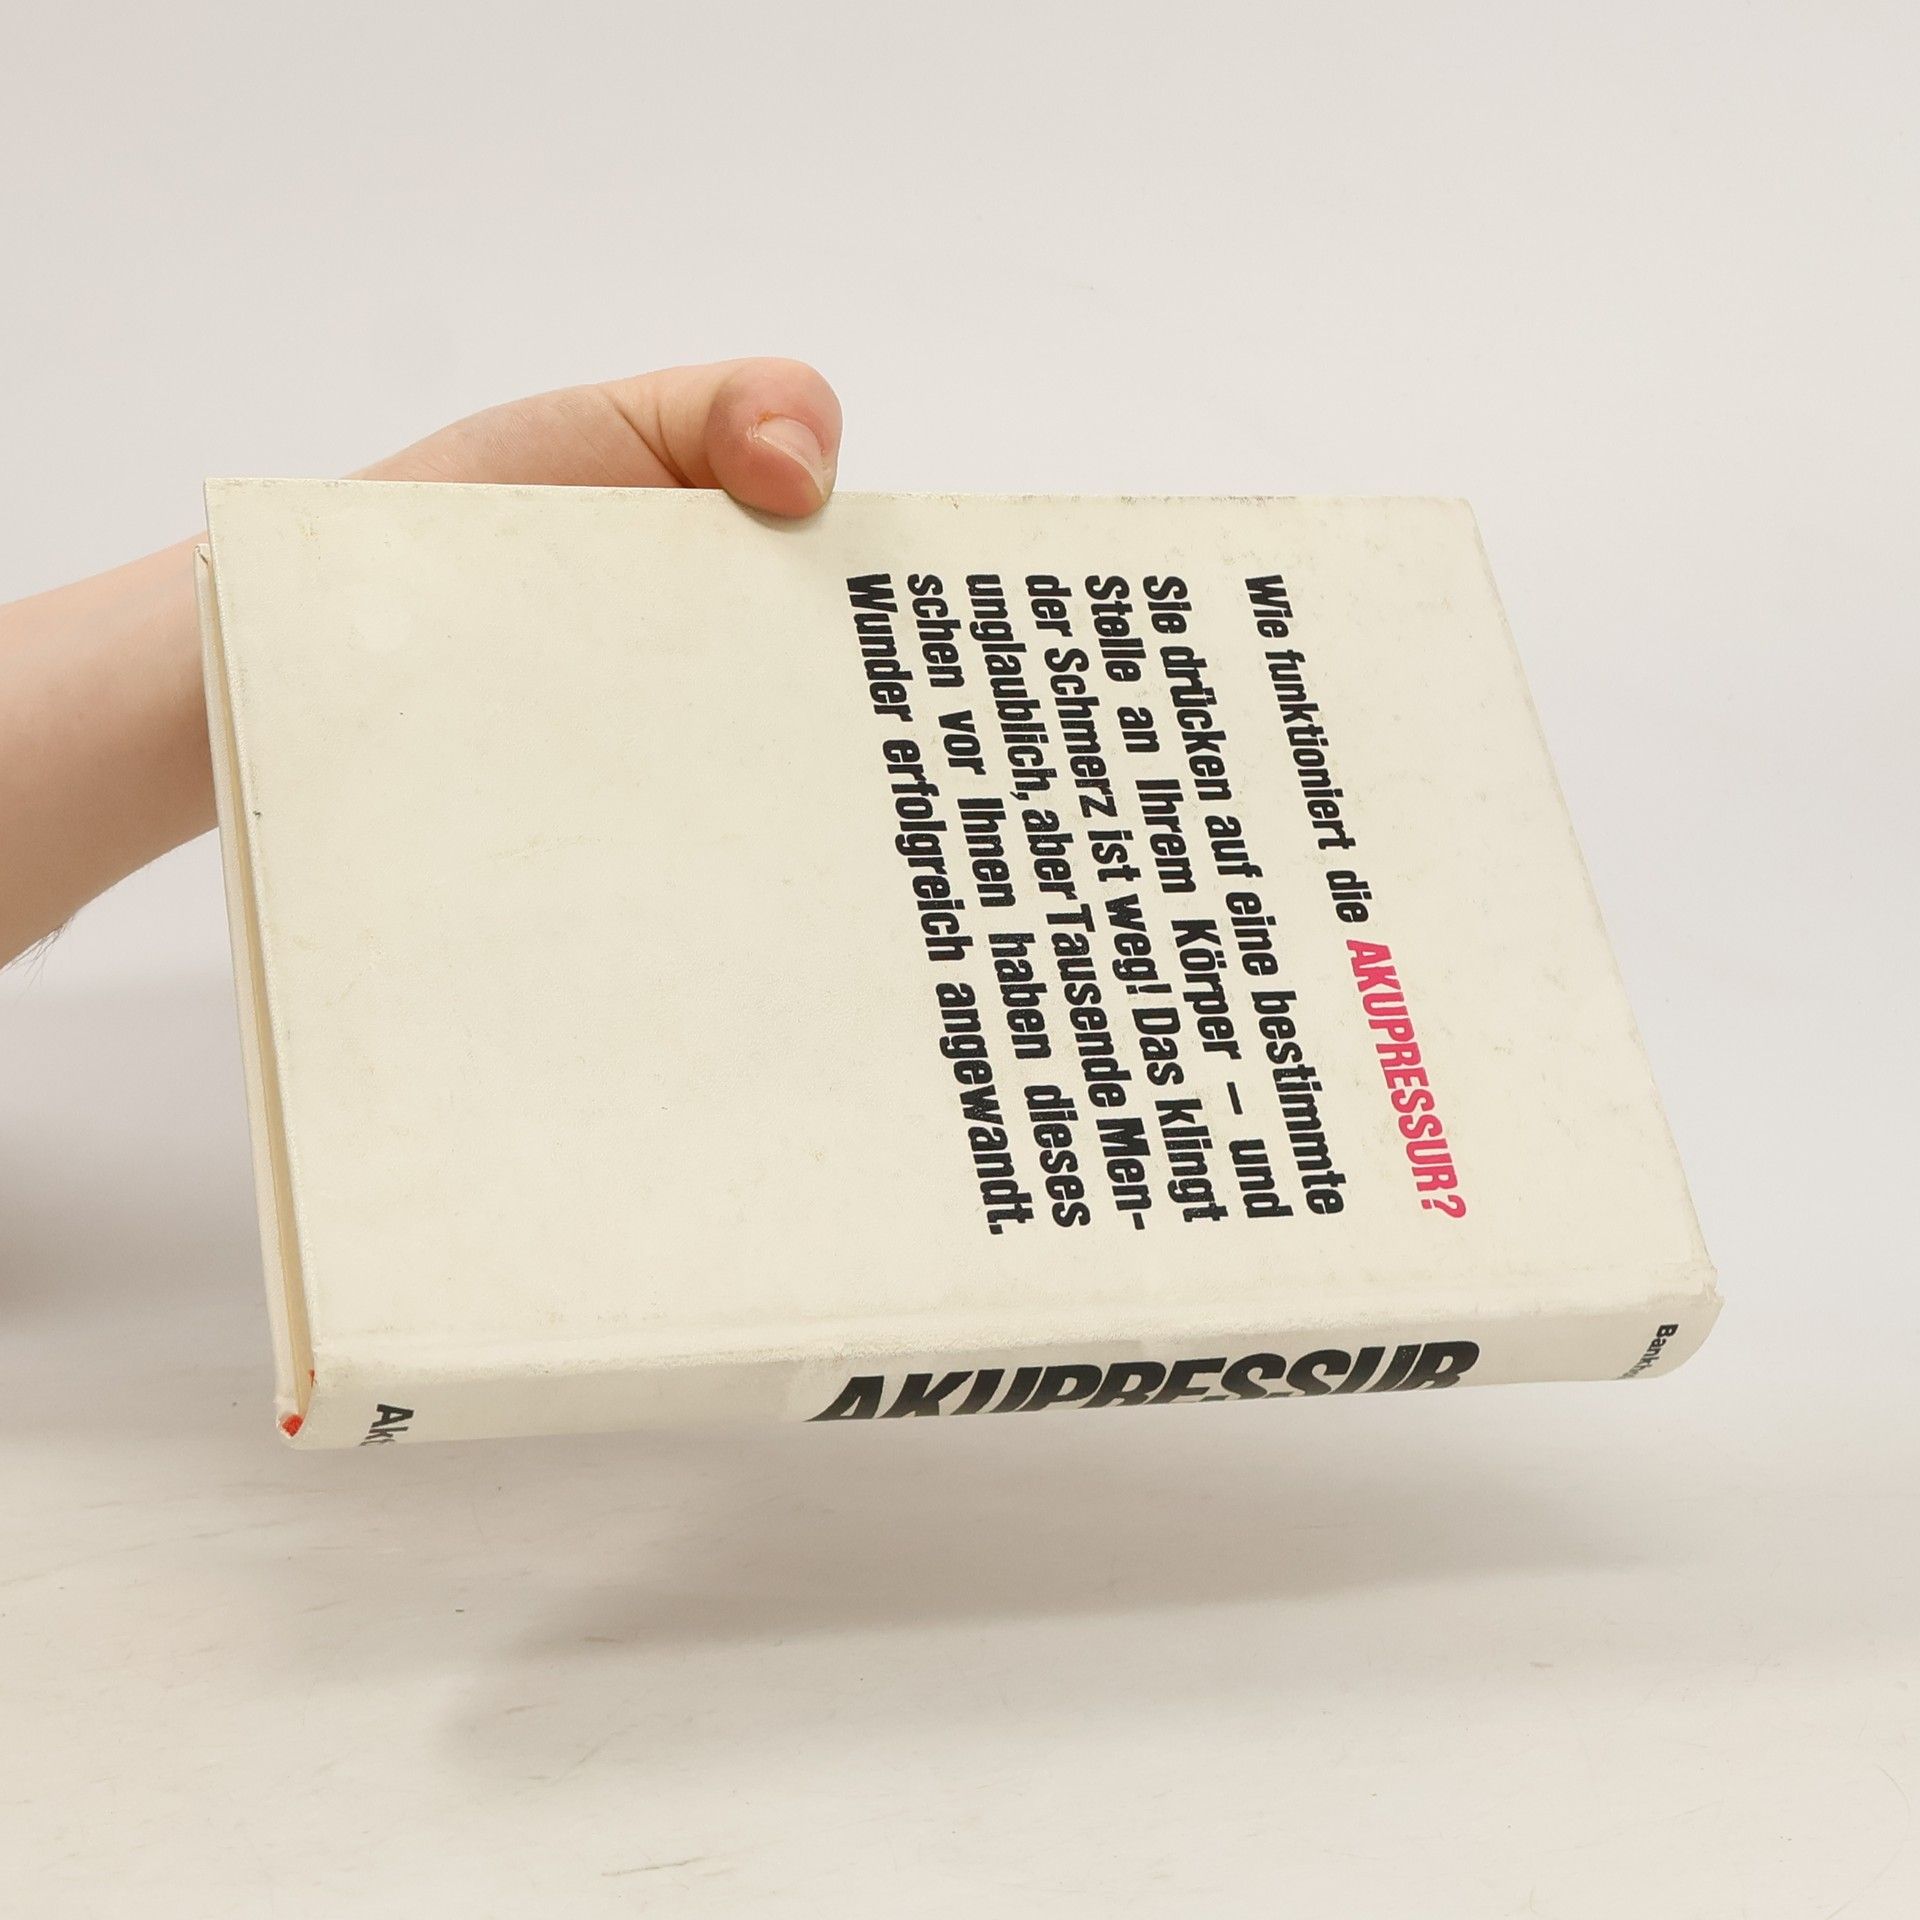 Wie funktioniert die AKUPRESSUR?
Sie drücken auf eine bestimmte
Stelle an Ihrem Körper – und
der Schmerz ist weg! Das klingt
unglaublich, aber Tausende Men-
schen vor Ihnen haben dieses
Wunder erfolgreich angewandt.
AKUPRESSUR